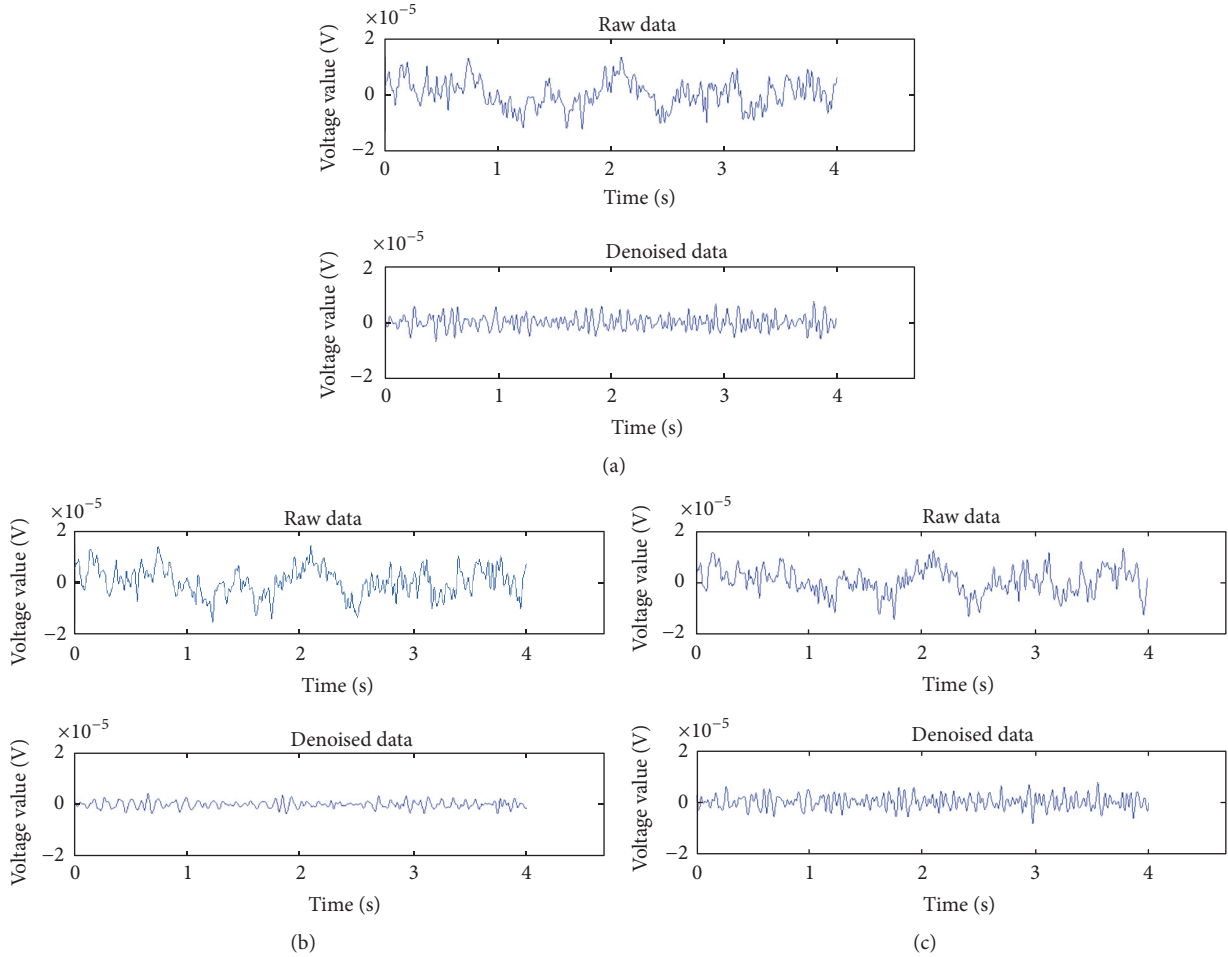 ×10⁻⁵
Raw data
Voltage value (V)
2
0
−2
0 1 2 3 4
Time (s)
×10⁻⁵
Denoised data
Voltage value (V)
2
0
−2
0 1 2 3 4
Time (s)
(a)
×10⁻⁵
Raw data
Voltage value (V)
2
0
−2
0 1 2 3 4
Time (s)
×10⁻⁵
Denoised data
Voltage value (V)
2
0
−2
0 1 2 3 4
Time (s)
(b)
×10⁻⁵
Raw data
Voltage value (V)
2
0
−2
0 1 2 3 4
Time (s)
×10⁻⁵
Denoised data
Voltage value (V)
2
0
−2
0 1 2 3 4
Time (s)
(c)